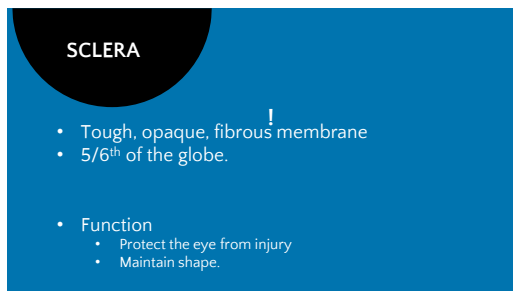 SCLERA
!
• Tough, opaque, fibrous membrane
• 5/6th of the globe.
• Function
• Protect the eye from injury
• Maintain shape.